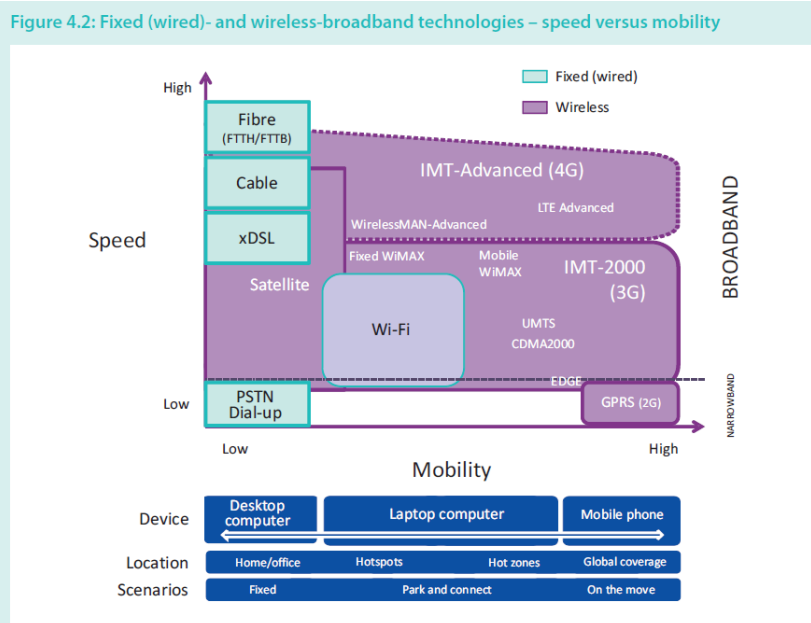 Figure 4.2: Fixed (wired)- and wireless-broadband technologies – speed versus mobility
High
Fixed (wired)
Wireless
Fibre
(FTTH/FTTB)
Cable
xDSL
IMT-Advanced (4G)
LTE Advanced
WirelessMAN-Advanced
Speed
BROADBAND
Satellite
Fixed WiMAX
Mobile
WiMAX
IMT-2000
(3G)
Wi-Fi
UMTS
CDMA2000
EDGE
Low
PSTN
Dial-up
GPRS (2G)
NARROWBAND
Low
High
Mobility
Device
Desktop
computer
Laptop computer
Mobile phone
Location
Home/office
Hotspots
Hot zones
Global coverage
Scenarios
Fixed
Park and connect
On the move